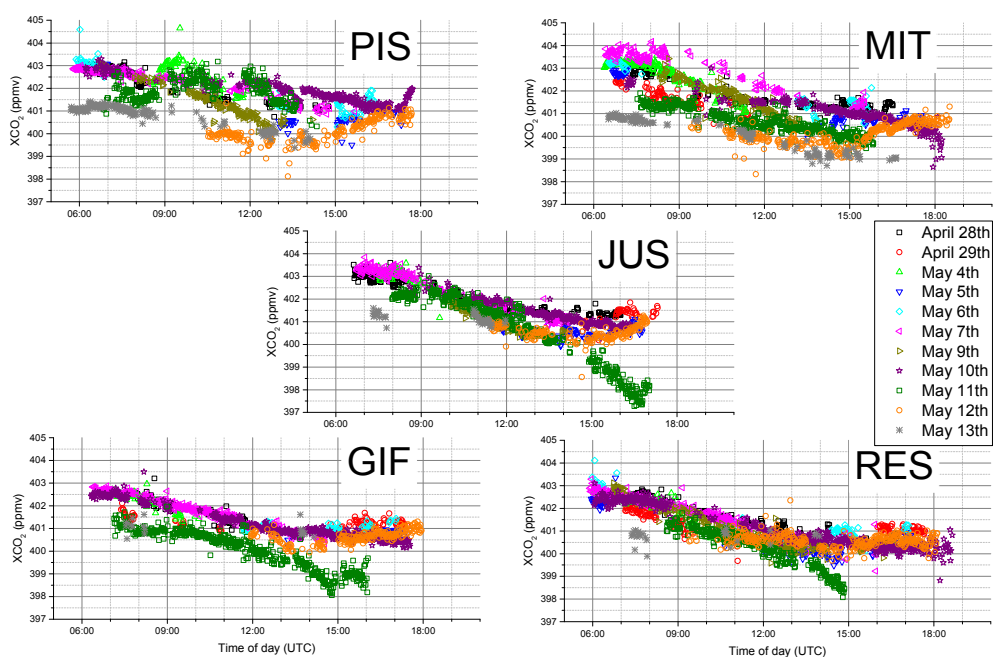 PIS
XCO2 (ppmv)
405
404
403
402
401
400
399
398
397
06:00 09:00 12:00 15:00 18:00
MIT
XCO2 (ppmv)
405
404
403
402
401
400
399
398
397
06:00 09:00 12:00 15:00 18:00
JUS
XCO2 (ppmv)
405
404
403
402
401
400
399
398
397
06:00 09:00 12:00 15:00 18:00
April 28th
April 29th
May 4th
May 5th
May 6th
May 7th
May 9th
May 10th
May 11th
May 12th
May 13th
GIF
XCO2 (ppmv)
405
404
403
402
401
400
399
398
397
06:00 09:00 12:00 15:00 18:00
Time of day (UTC)
RES
XCO2 (ppmv)
405
404
403
402
401
400
399
398
397
06:00 09:00 12:00 15:00 18:00
Time of day (UTC)